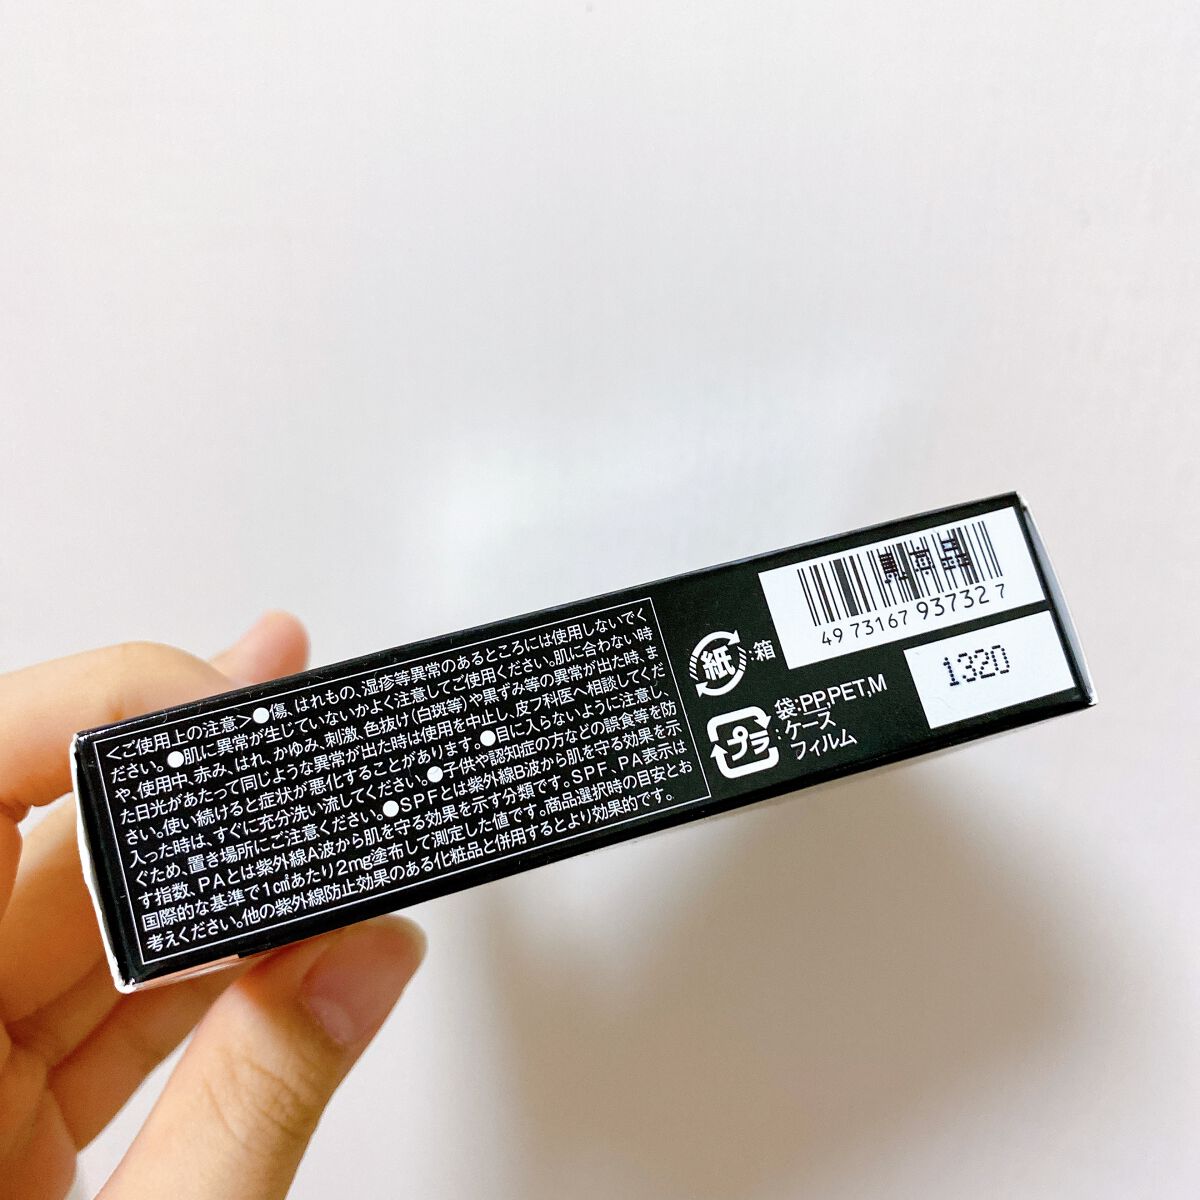 ＜ご使用上の注意＞●傷、はれもの、湿疹等異常のあるところには使用しないでく
ださい。●肌に異常が生じていないかよく注意してご使用ください。肌に合わない時
や、使用中、赤み、はれ、かゆみ、刺激、色抜け(白斑等)や黒ずみ等の異常が出た時、ま
た日光があたって同じような異常が出た時は使用を中止し、皮フ科医へ相談してくだ
さい。使い続けると症状が悪化することがあります。●目に入らないように注意し、
入った時は、すぐに充分洗い流してください。●子供や認知症の方などの誤食等を防
ぐため、置き場所にご注意ください。●SPFとは紫外線B波から肌を守る効果を示
す指数、PAとは紫外線A波から肌を守る効果を示す分類です。SPF、PA表示は
国際的な基準で1㎠あたり2mg塗布して測定した値です。商品選択時の目安とお
考えください。他の紫外線防止効果のある化粧品と併用するとより効果的です。
紙:箱
プラ
袋:PP,PET,M
:ケース
フィルム
4973167937327
1320